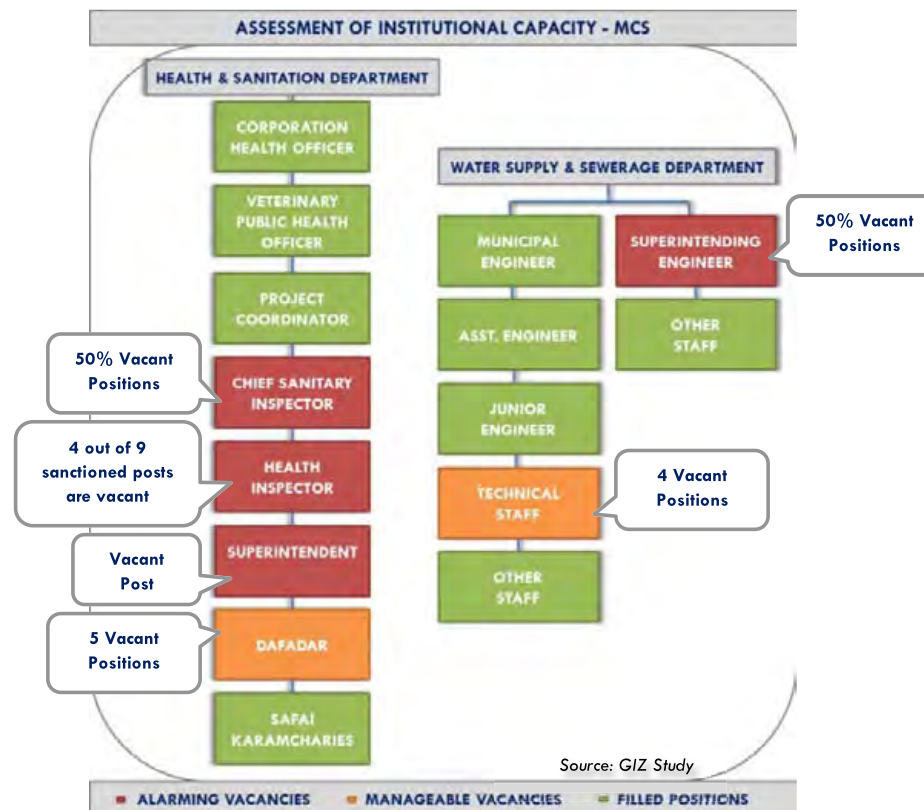 ASSESSMENT OF INSTITUTIONAL CAPACITY - MCS
HEALTH & SANITATION DEPARTMENT
CORPORATION
HEALTH OFFICER
VETERINARY
PUBLIC HEALTH
OFFICER
PROJECT
COORDINATOR
50% Vacant
Positions
CHIEF SANITARY
INSPECTOR
4 out of 9
sanctioned posts
are vacant
HEALTH
INSPECTOR
Vacant
Post
SUPERINTENDENT
5 Vacant
Positions
DAFADAR
SAFAI
KARAMCHARIES
WATER SUPPLY & SEWERAGE DEPARTMENT
MUNICIPAL
ENGINEER
ASST. ENGINEER
JUNIOR
ENGINEER
TECHNICAL
STAFF
4 Vacant
Positions
OTHER
STAFF
SUPERINTENDING
ENGINEER
50% Vacant
Positions
OTHER
STAFF
Source: GIZ Study
ALARMING VACANCIES MANAGEABLE VACANCIES FILLED POSITIONS